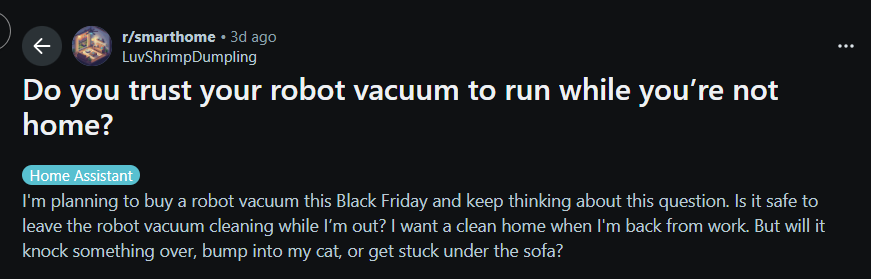 r/smarthome • 3d ago
LuvShrimpDumpling
Do you trust your robot vacuum to run while you’re not
home?
Home Assistant
I'm planning to buy a robot vacuum this Black Friday and keep thinking about this question. Is it safe to
leave the robot vacuum cleaning while I’m out? I want a clean home when I'm back from work. But will it
knock something over, bump into my cat, or get stuck under the sofa?